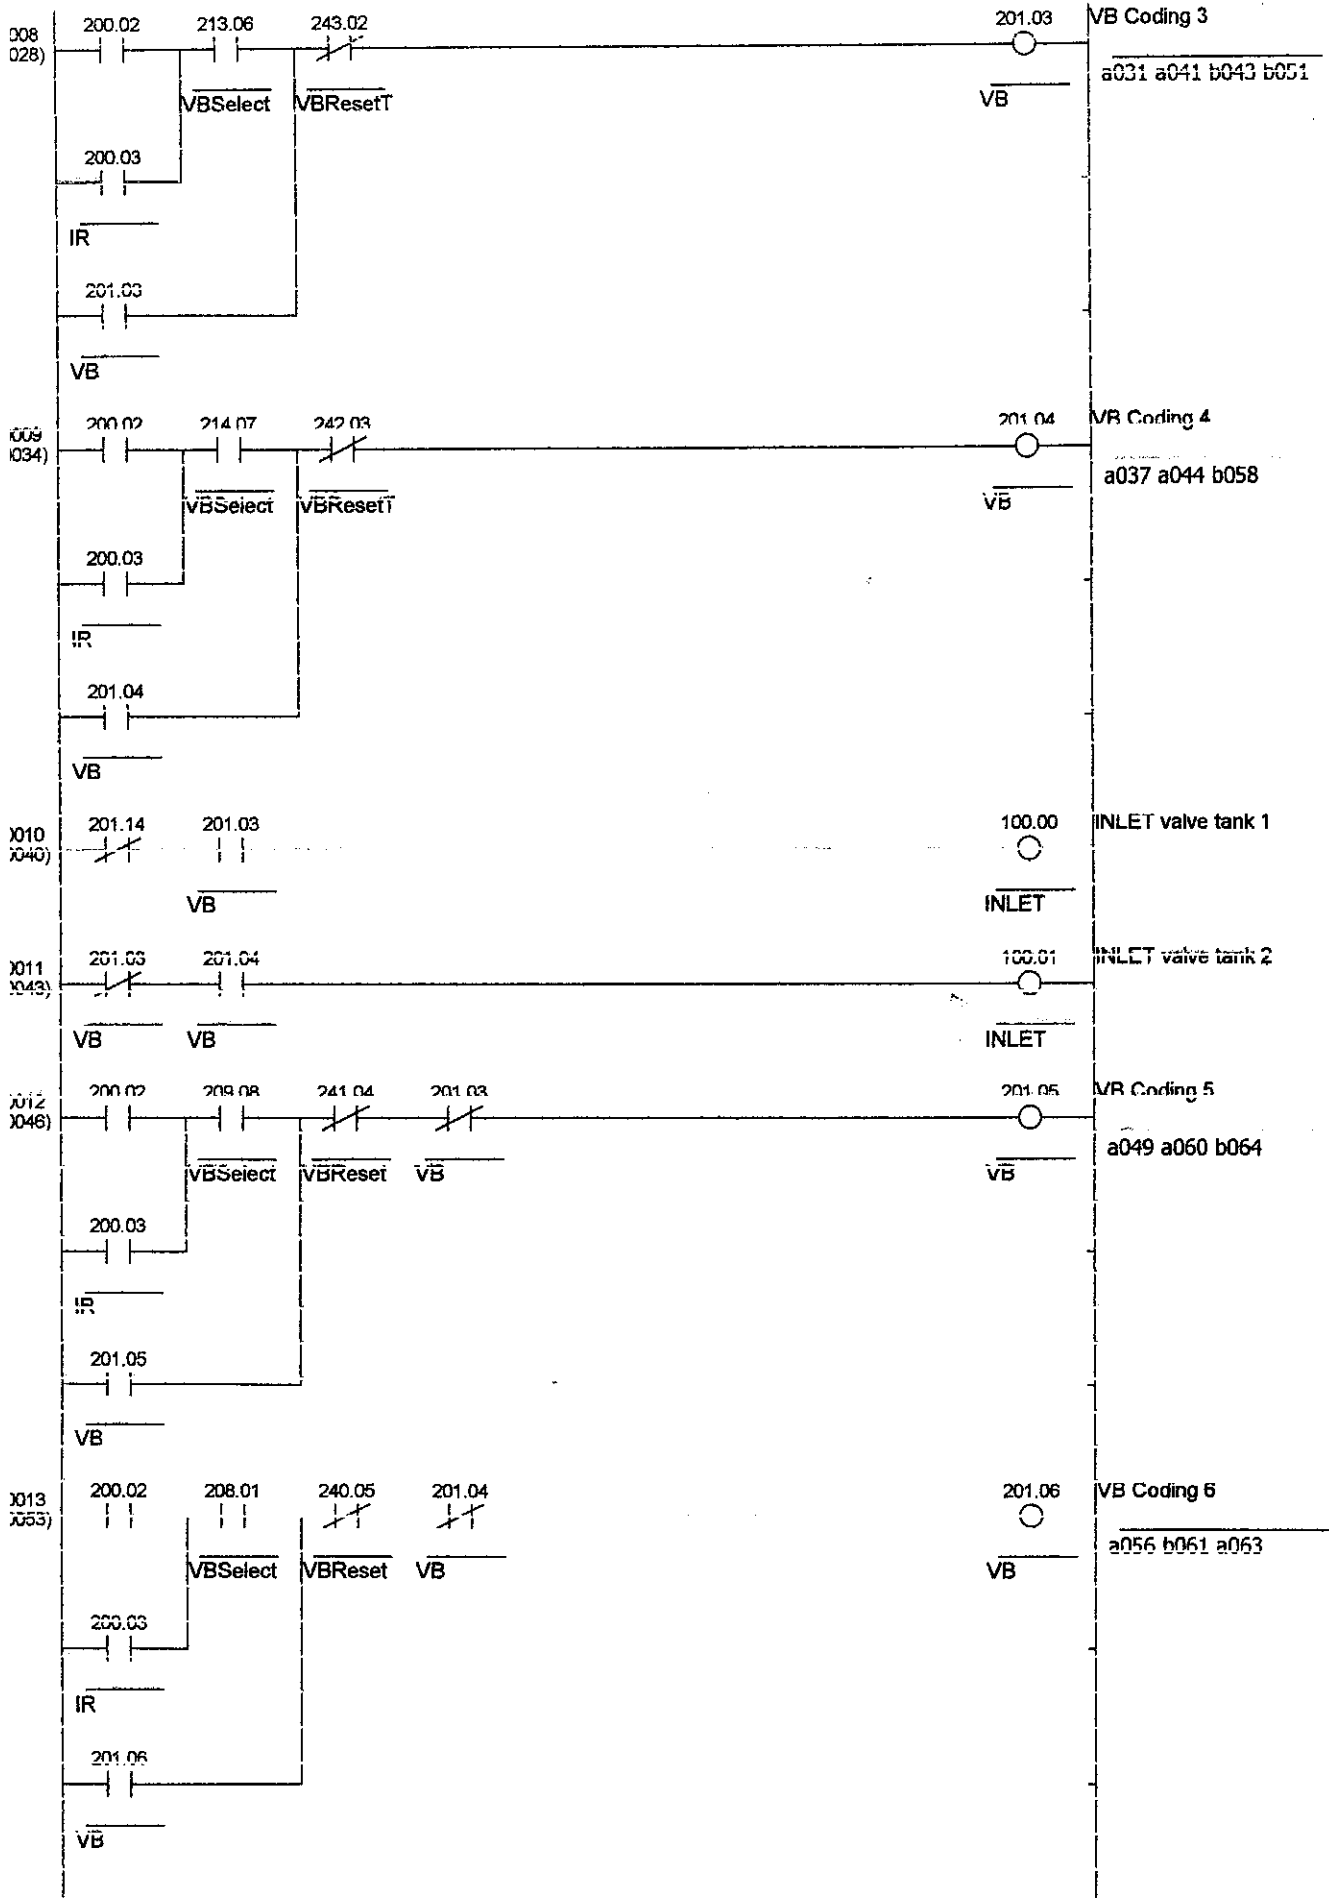 200.02 213.06 243.02 201.03 VB Coding 3
008
028)
a031 a041 b043 b051
VBSelect VBResetT VB
200.03
IR
201.03
VB
200.02 214.07 242.03 201.04 VB Coding 4
0009
0034)
a037 a044 b058
VBSelect VBResetT VB
200.03
IR
201.04
VB
201.14 201.03 100.00 INLET valve tank 1
0010
0040)
VB INLET
201.03 201.04 100.01 INLET valve tank 2
0011
0043)
VB VB INLET
200.02 209.08 241.04 201.03 201.05 VB Coding 5
0012
0046)
a049 a060 b064
VBSelect VBReset VB VB
200.03
IR
201.05
VB
200.02 208.01 240.05 201.04 201.06 VB Coding 6
0013
0053)
a056 b061 a063
VBSelect VBReset VB VB
200.03
IR
201.06
VB